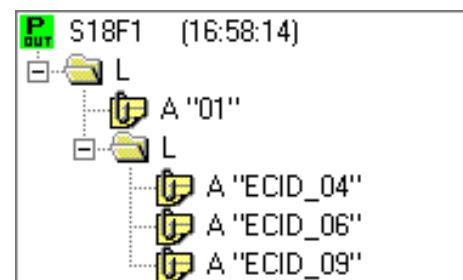 P OUT S18F1 (16:58:14)
L
A "01"
L
A "ECID_04"
A "ECID_06"
A "ECID_09"